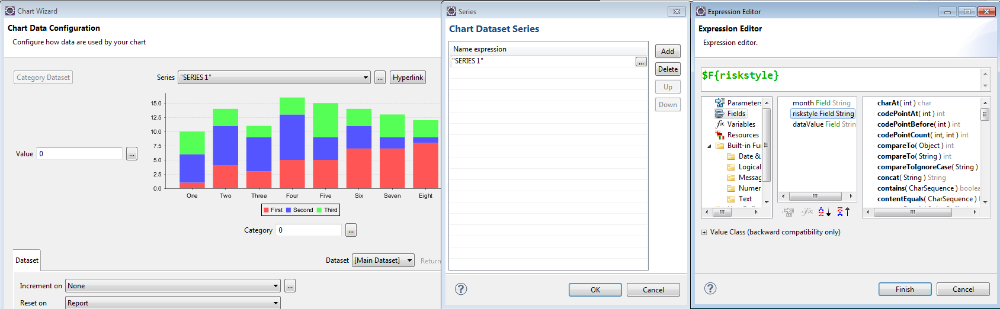 Chart Wizard
Chart Data Configuration
Configure how data are used by your chart
Category Dataset
Series "SERIES 1" ... Hyperlink
15.0
12.5
10.0
7.5
5.0
2.5
0.0
Value 0 ...
One Two Three Four Five Six Seven Eight
First Second Third
Category 0 ...
Dataset
Dataset [Main Dataset] Return
Increment on None ...
Reset on Report
Series
Chart Dataset Series
Name expression
"SERIES 1" ...
Add
Delete
Up
Down
? OK Cancel
Expression Editor
Expression Editor
Expression editor.
$F{riskstyle}
Parameters
Fields
Variables
Resources
Built-in Fu
Date &
Logical
Messag
Numer
Text
month Field String
riskstyle Field String
dataValue Field Strin
charAt( int ) char
codePointAt( int ) int
codePointBefore( int ) int
codePointCount( int, int ) int
compareTo( Object ) int
compareTo( String ) int
compareToIgnoreCase( String )
concat( String ) String
contains( CharSequence ) boolea
contentEquals( CharSequence )
Value Class (backward compatibility only)
? Finish Cancel